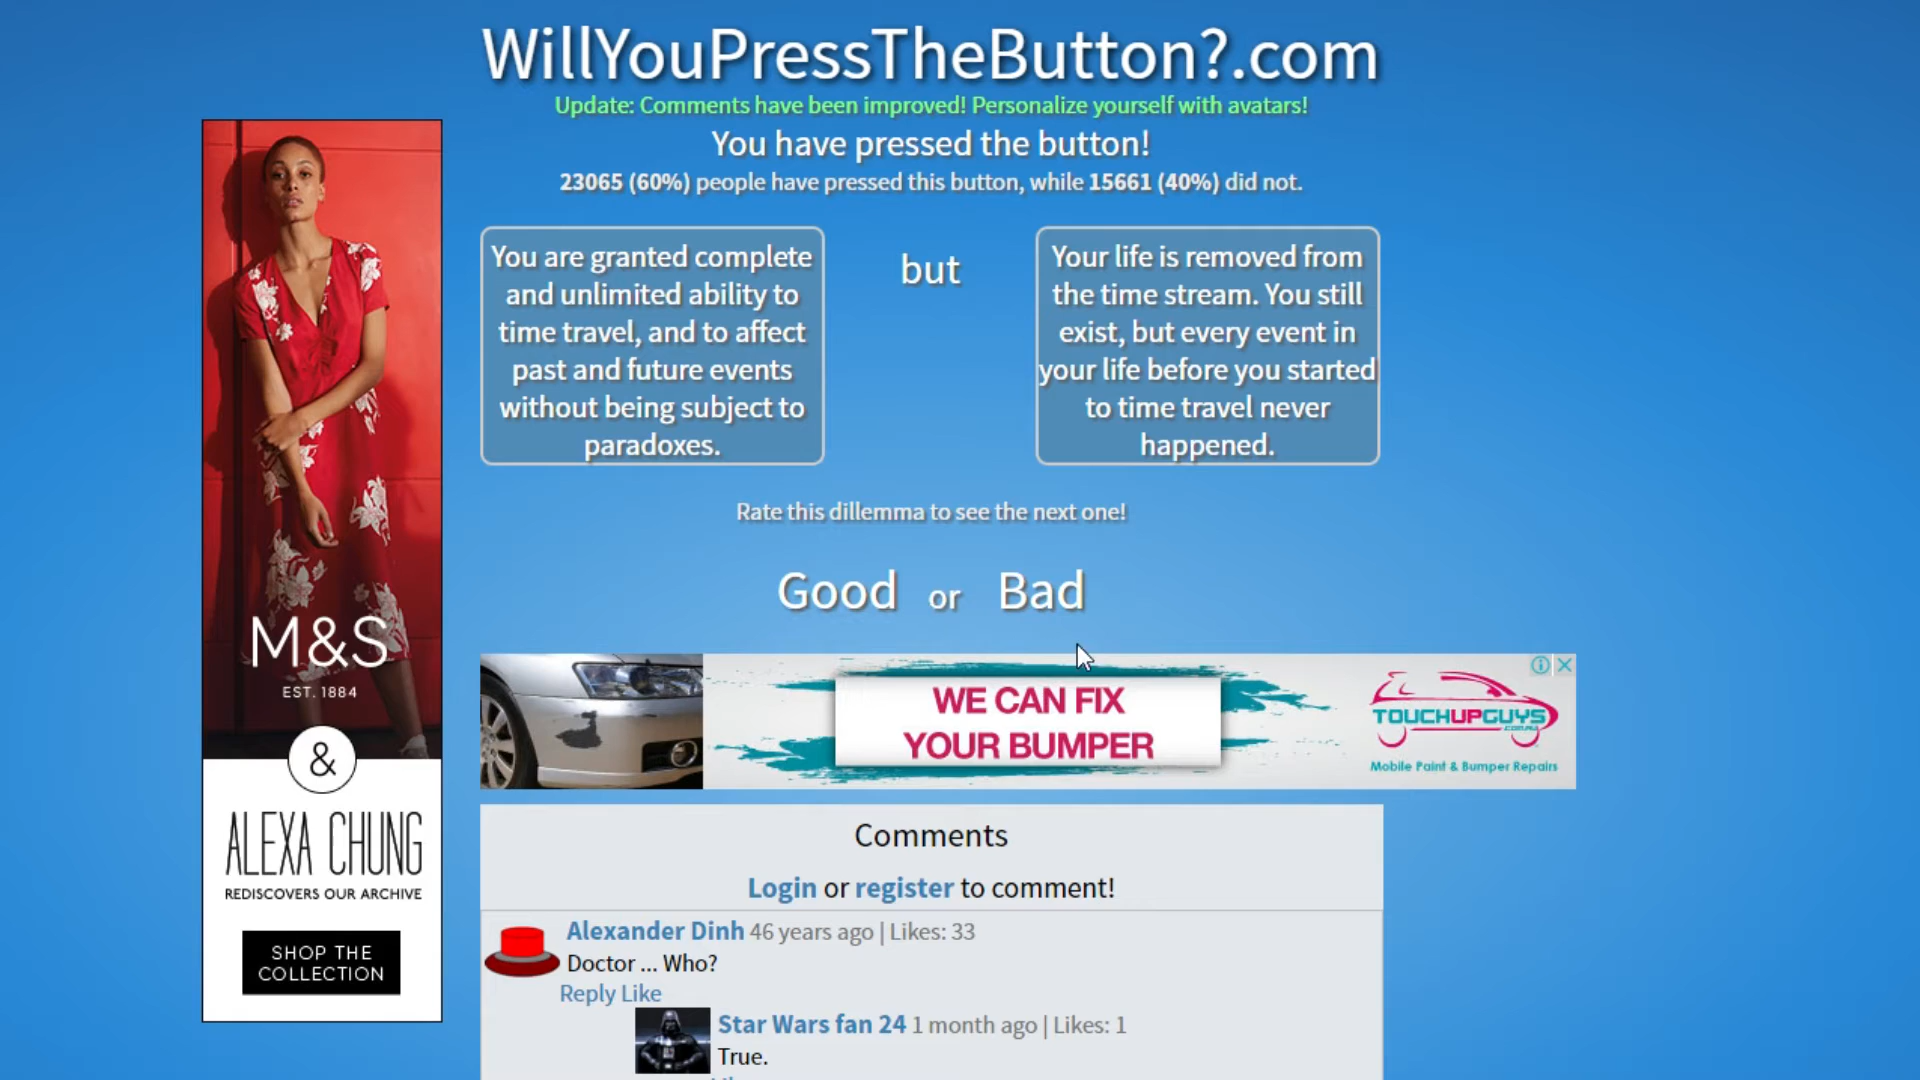 WillYouPressTheButton?.com
Update: Comments have been improved! Personalize yourself with avatars!
You have pressed the button!
23065 (60%) people have pressed this button, while 15661 (40%) did not.
You are granted complete
and unlimited ability to
time travel, and to affect
past and future events
without being subject to
paradoxes.
but
Your life is removed from
the time stream. You still
exist, but every event in
your life before you started
to time travel never
happened.
Rate this dillemma to see the next one!
Good or Bad
M&S
EST. 1884
&
ALEXA CHUNG
REDISCOVERS OUR ARCHIVE
SHOP THE
COLLECTION
WE CAN FIX
YOUR BUMPER
TOUCHUPGUYS
.COM.AU
Mobile Paint & Bumper Repairs
Comments
Login or register to comment!
Alexander Dinh 46 years ago | Likes: 33
Doctor ... Who?
Reply Like
Star Wars fan 24 1 month ago | Likes: 1
True.